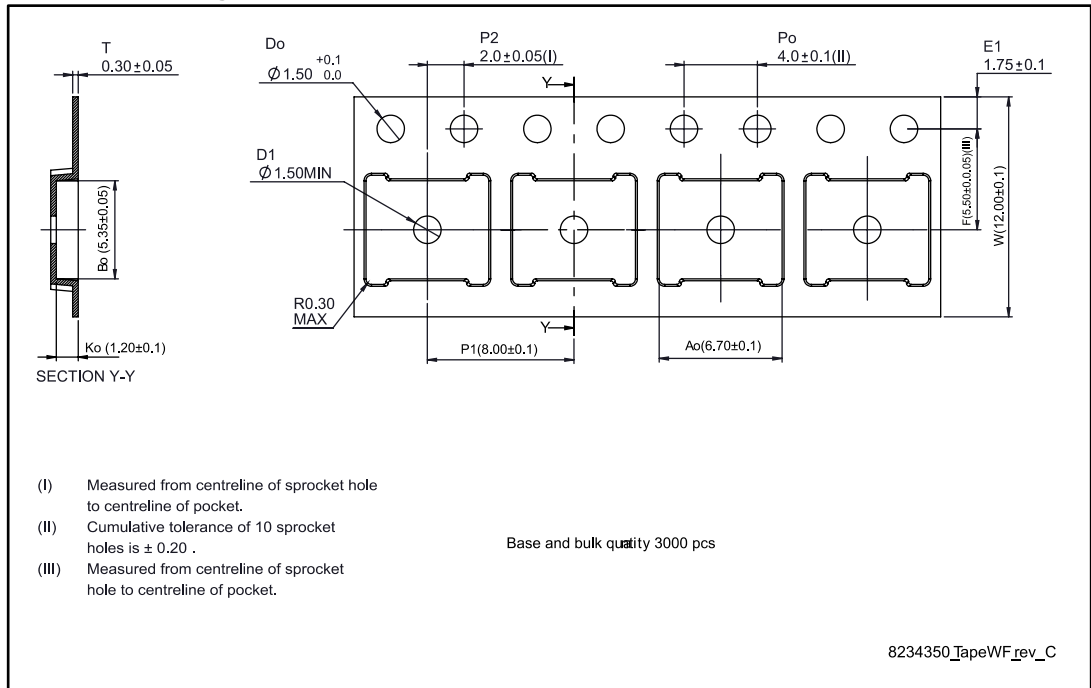 T
0.30±0.05
Do
+0.1
Ø1.50 0.0
P2
2.0±0.05(I)
Po
4.0±0.1(II)
E1
1.75±0.1
Y
D1
Ø1.50MIN
Bo (5.35±0.05)
F(5.50±0.0.05)(III)
W(12.00±0.1)
R0.30
MAX
Y
Ko (1.20±0.1)
P1(8.00±0.1)
Ao(6.70±0.1)
SECTION Y-Y
(I) Measured from centreline of sprocket hole
to centreline of pocket.
(II) Cumulative tolerance of 10 sprocket
holes is ± 0.20 .
(III) Measured from centreline of sprocket
hole to centreline of pocket.
Base and bulk quantity 3000 pcs
8234350_TapeWF_rev_C